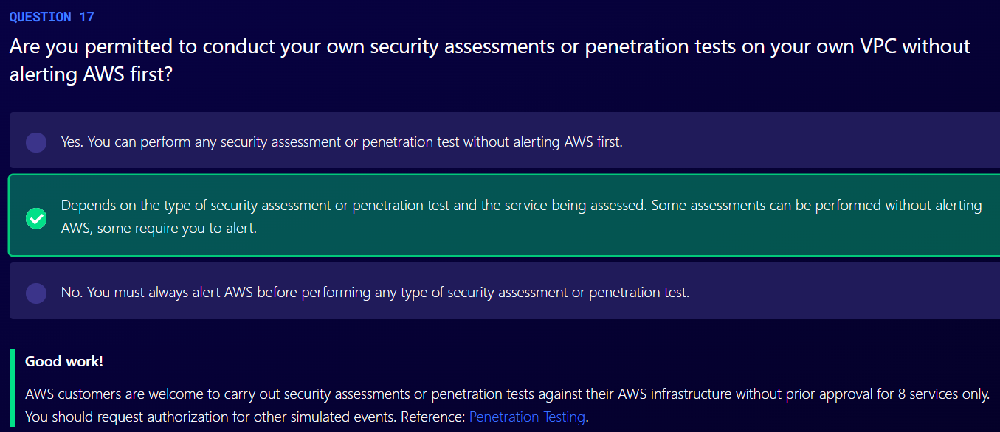 QUESTION 17
Are you permitted to conduct your own security assessments or penetration tests on your own VPC without
alerting AWS first?
Yes. You can perform any security assessment or penetration test without alerting AWS first.
Depends on the type of security assessment or penetration test and the service being assessed. Some assessments can be performed without alerting
AWS, some require you to alert.
No. You must always alert AWS before performing any type of security assessment or penetration test.
Good work!
AWS customers are welcome to carry out security assessments or penetration tests against their AWS infrastructure without prior approval for 8 services only.
You should request authorization for other simulated events. Reference: Penetration Testing.